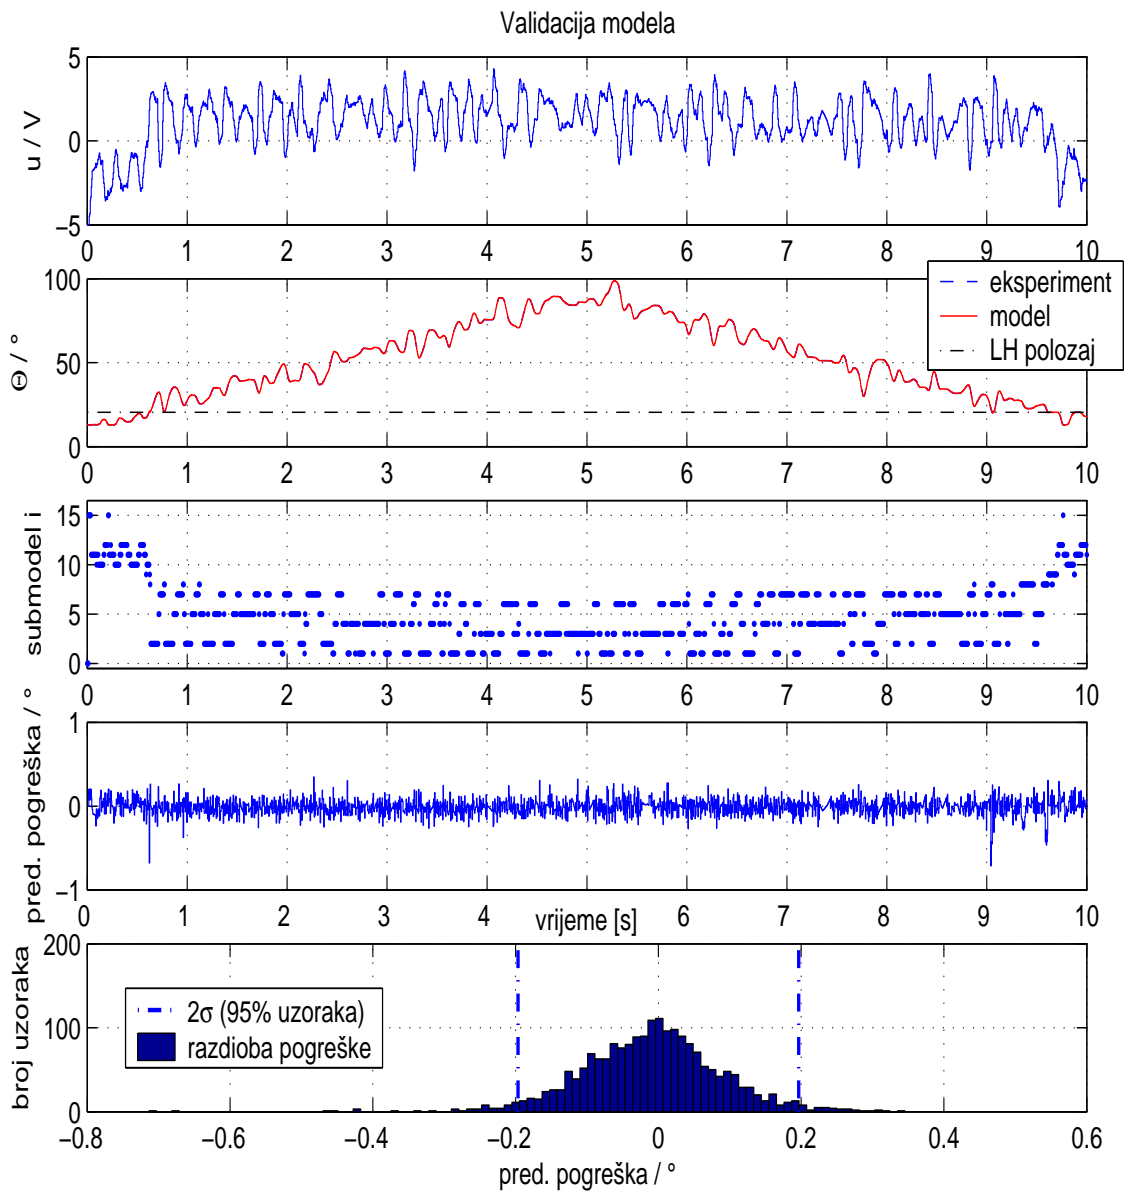 Validacija modela
5
0
−5
u / V
0 1 2 3 4 5 6 7 8 9 10
100
50
0
Θ / °
eksperiment
model
LH polozaj
0 1 2 3 4 5 6 7 8 9 10
15
10
5
0
submodel i
0 1 2 3 4 5 6 7 8 9 10
1
0
−1
pred. pogreška / °
0 1 2 3 4 5 6 7 8 9 10
vrijeme [s]
200
100
0
broj uzoraka
2σ (95% uzoraka)
razdioba pogreške
−0.8 −0.6 −0.4 −0.2 0 0.2 0.4 0.6
pred. pogreška / °